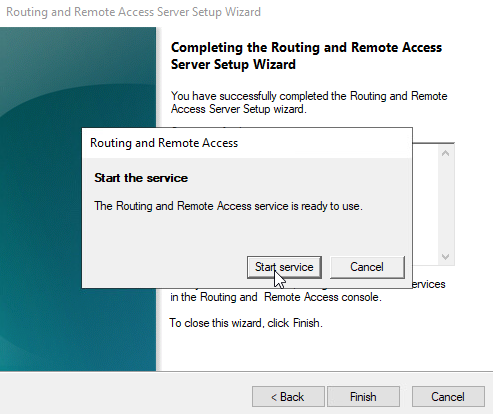 Routing and Remote Access Server Setup Wizard
Completing the Routing and Remote Access
Server Setup Wizard
You have successfully completed the Routing and Remote
Access Server Setup wizard.
Routing and Remote Access
Start the service
The Routing and Remote Access service is ready to use.
Start service
Cancel
services
in the Routing and Remote Access console.
To close this wizard, click Finish.
< Back
Finish
Cancel